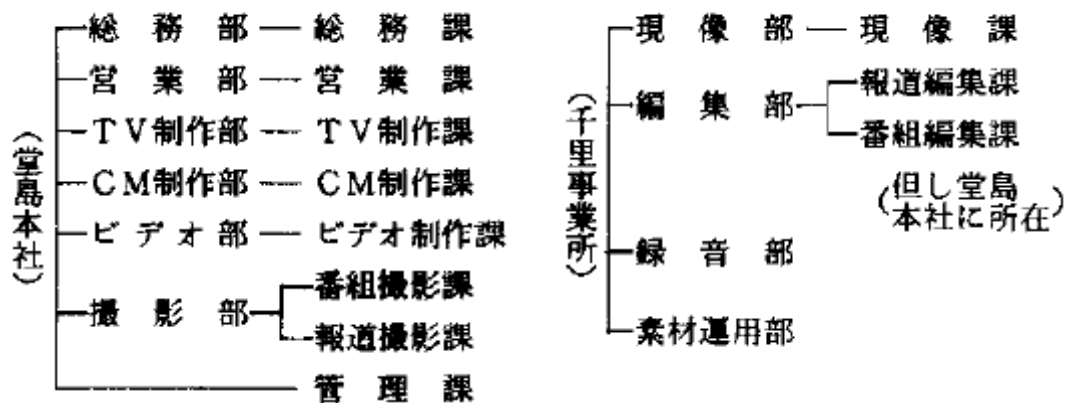 (堂島本社)
総務部 総務課
営業部 営業課
TV制作部 TV制作課
CM制作部 CM制作課
ビデオ部 ビデオ制作課
撮影部 番組撮影課
報道撮影課
管理課
(千里事業所)
現像部 現像課
編集部 報道編集課
番組編集課
(但し堂島
本社に所在)
録音部
素材運用部